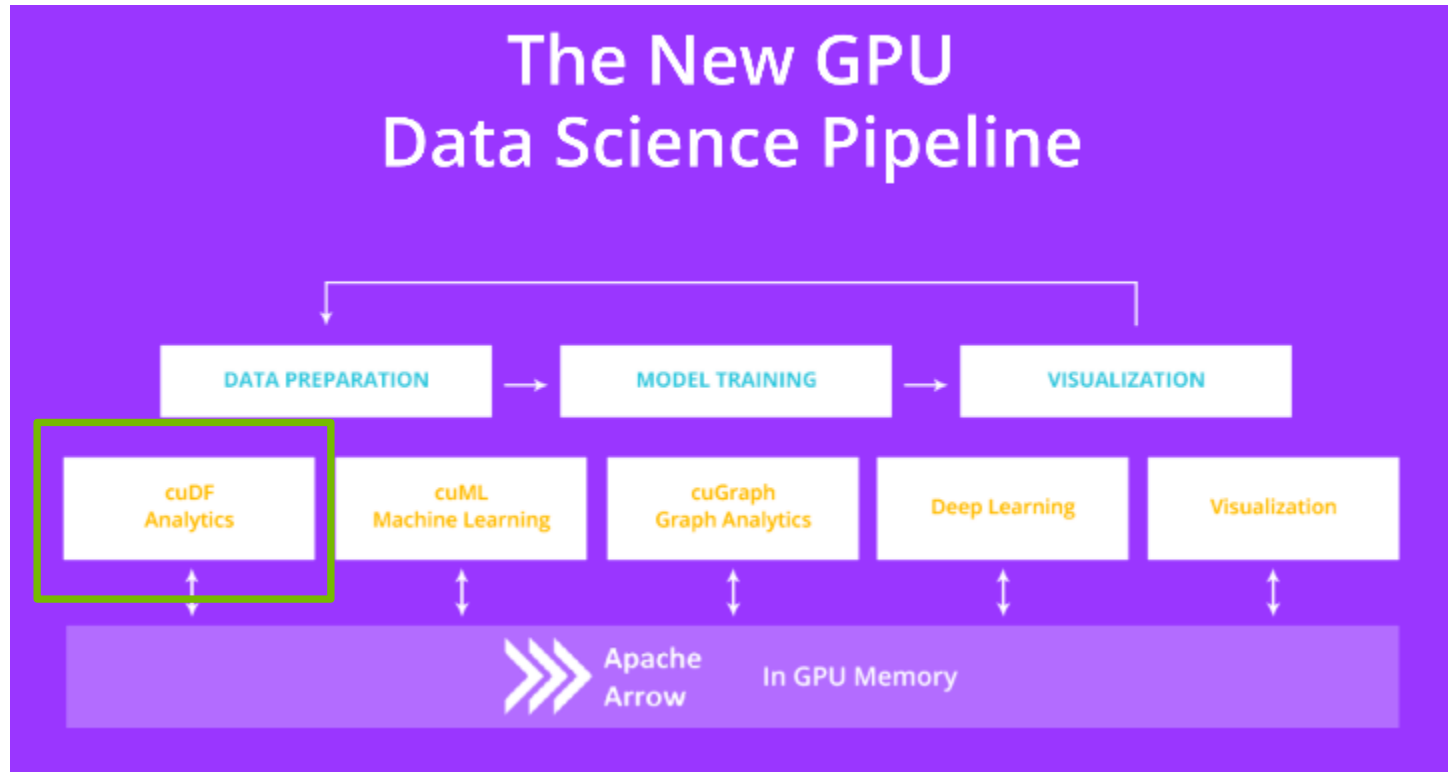 The New GPU
Data Science Pipeline
DATA PREPARATION
MODEL TRAINING
VISUALIZATION
cuDF
Analytics
cuML
Machine Learning
cuGraph
Graph Analytics
Deep Learning
Visualization
Apache
Arrow
In GPU Memory